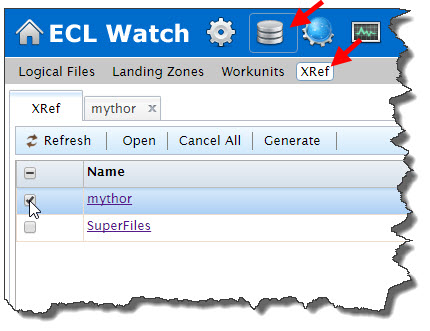 ECL Watch
Logical Files Landing Zones Workunits XRef
XRef mythor x
Refresh Open Cancel All Generate
Name
mythor
SuperFiles